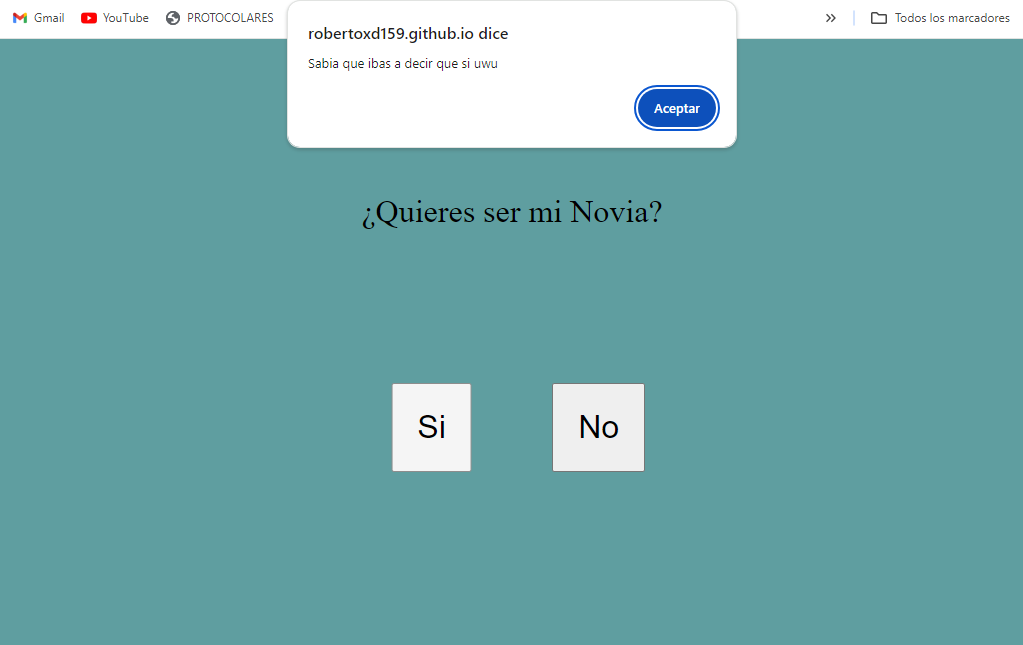 Gmail YouTube PROTOCOLARES » Todos los marcadores
robertoxd159.github.io dice
Sabia que ibas a decir que si uwu
Aceptar
¿Quieres ser mi Novia?
Si No